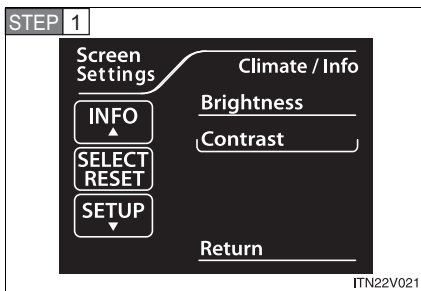 STEP 1
Screen
Settings
Climate / Info
INFO
SELECT
RESET
SETUP
Brightness
Contrast
Return
ITN22V021